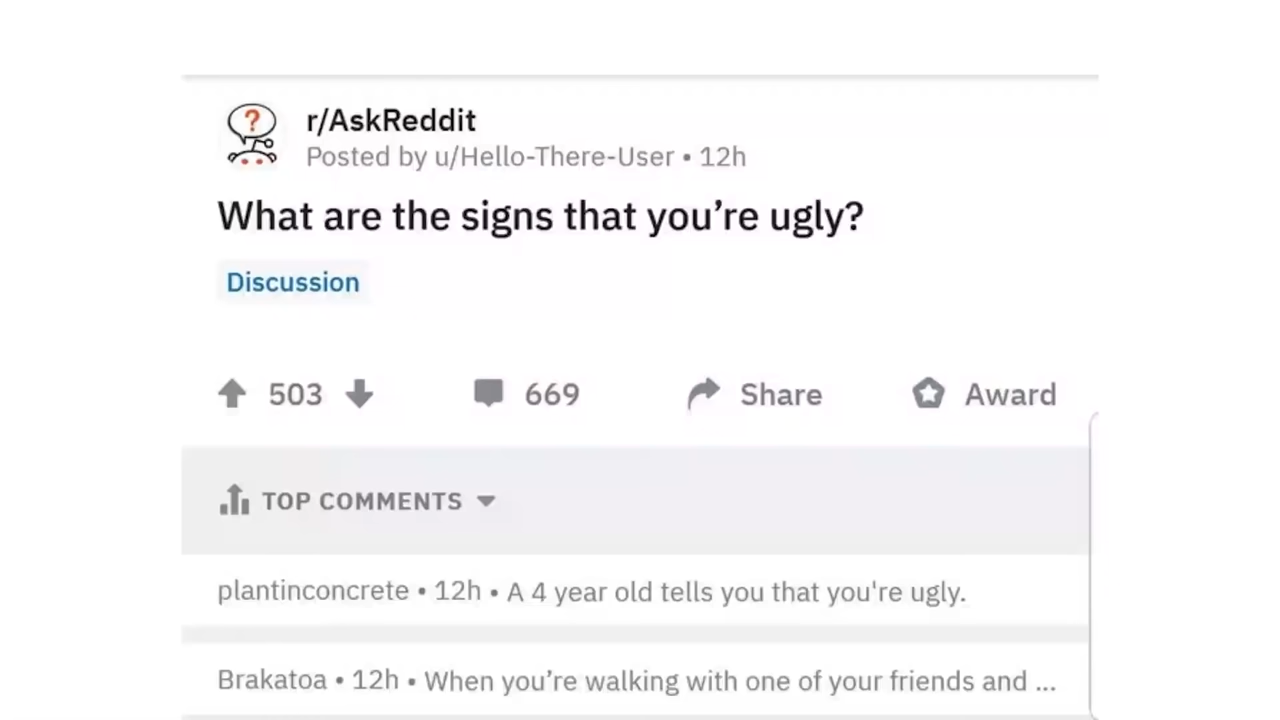 r/AskReddit
Posted by u/Hello-There-User • 12h
What are the signs that you’re ugly?
Discussion
503 669 Share Award
TOP COMMENTS
plantinconcrete • 12h • A 4 year old tells you that you're ugly.
Brakatoa • 12h • When you’re walking with one of your friends and ...